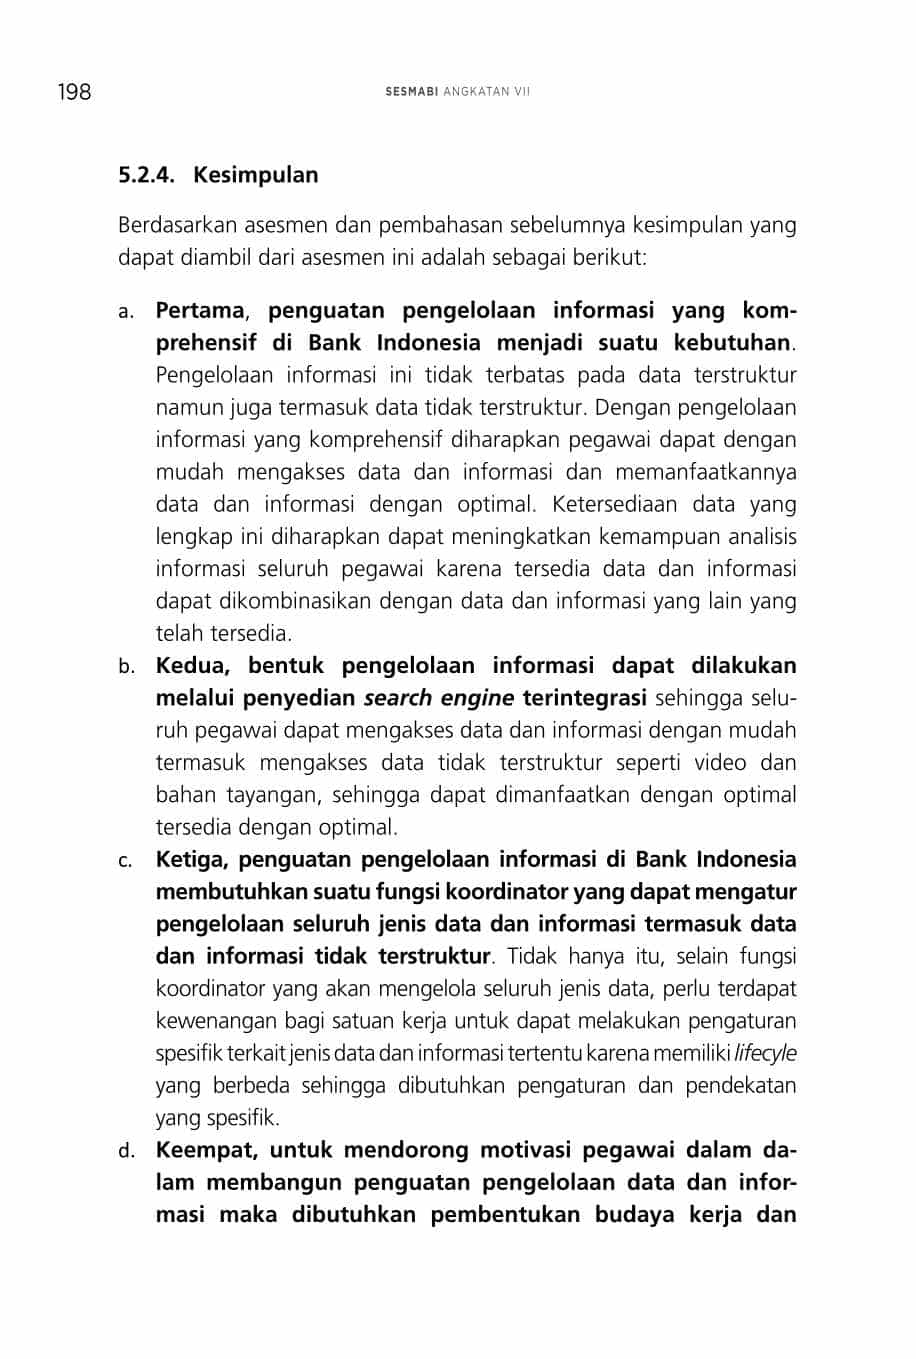 198
SESMABI ANGKATAN VII
5.2.4. Kesimpulan
Berdasarkan asesmen dan pembahasan sebelumnya kesimpulan yang
dapat diambil dari asesmen ini adalah sebagai berikut:
a. Pertama, penguatan pengelolaan informasi yang kom-
prehensif di Bank Indonesia menjadi suatu kebutuhan.
Pengelolaan informasi ini tidak terbatas pada data terstruktur
namun juga termasuk data tidak terstruktur. Dengan pengelolaan
informasi yang komprehensif diharapkan pegawai dapat dengan
mudah mengakses data dan informasi dan memanfaatkannya
data dan informasi dengan optimal. Ketersediaan data yang
lengkap ini diharapkan dapat meningkatkan kemampuan analisis
informasi seluruh pegawai karena tersedia data dan informasi
dapat dikombinasikan dengan data dan informasi yang lain yang
telah tersedia.
b. Kedua, bentuk pengelolaan informasi dapat dilakukan
melalui penyedian search engine terintegrasi sehingga selu-
ruh pegawai dapat mengakses data dan informasi dengan mudah
termasuk mengakses data tidak terstruktur seperti video dan
bahan tayangan, sehingga dapat dimanfaatkan dengan optimal
tersedia dengan optimal.
c. Ketiga, penguatan pengelolaan informasi di Bank Indonesia
membutuhkan suatu fungsi koordinator yang dapat mengatur
pengelolaan seluruh jenis data dan informasi termasuk data
dan informasi tidak terstruktur. Tidak hanya itu, selain fungsi
koordinator yang akan mengelola seluruh jenis data, perlu terdapat
kewenangan bagi satuan kerja untuk dapat melakukan pengaturan
spesifik terkait jenis data dan informasi tertentu karena memiliki lifecyle
yang berbeda sehingga dibutuhkan pengaturan dan pendekatan
yang spesifik.
d. Keempat, untuk mendorong motivasi pegawai dalam da-
lam membangun penguatan pengelolaan data dan infor-
masi maka dibutuhkan pembentukan budaya kerja dan